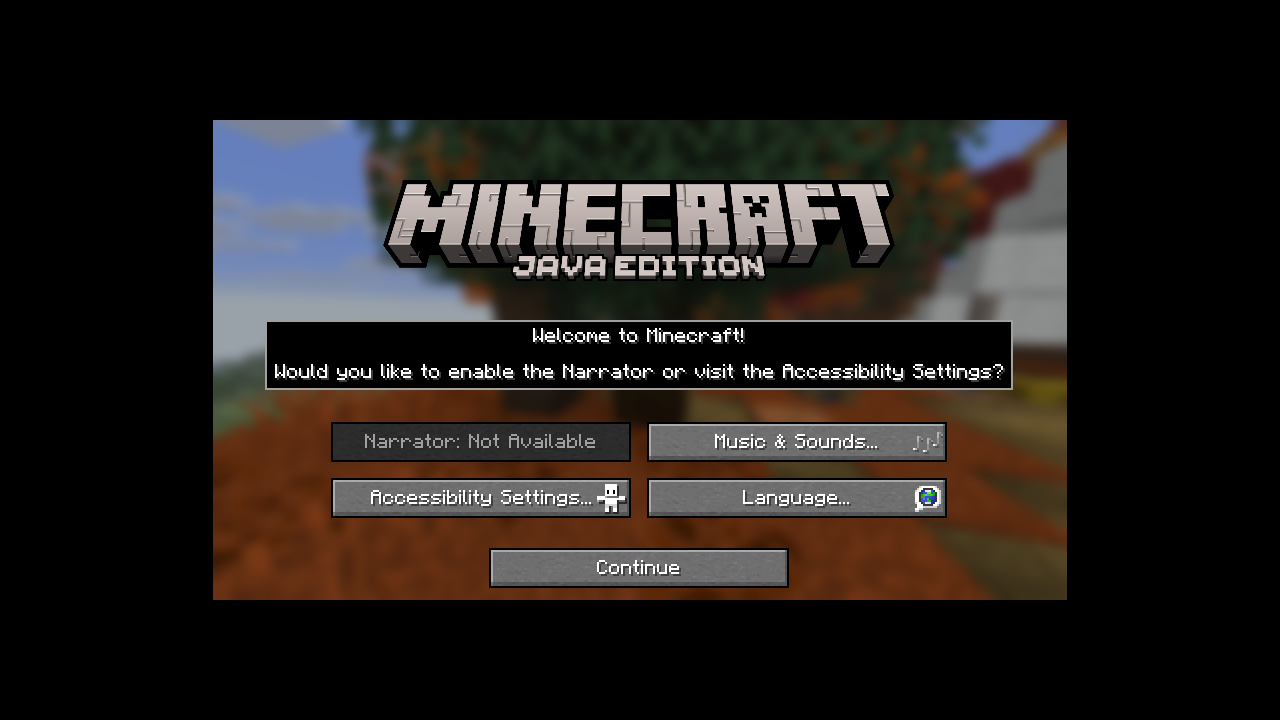 MINECRAFT
JAVA EDITION
Welcome to Minecraft!
Would you like to enable the Narrator or visit the Accessibility Settings?
Narrator: Not Available
Music & Sounds...
Accessibility Settings...
Language...
Continue